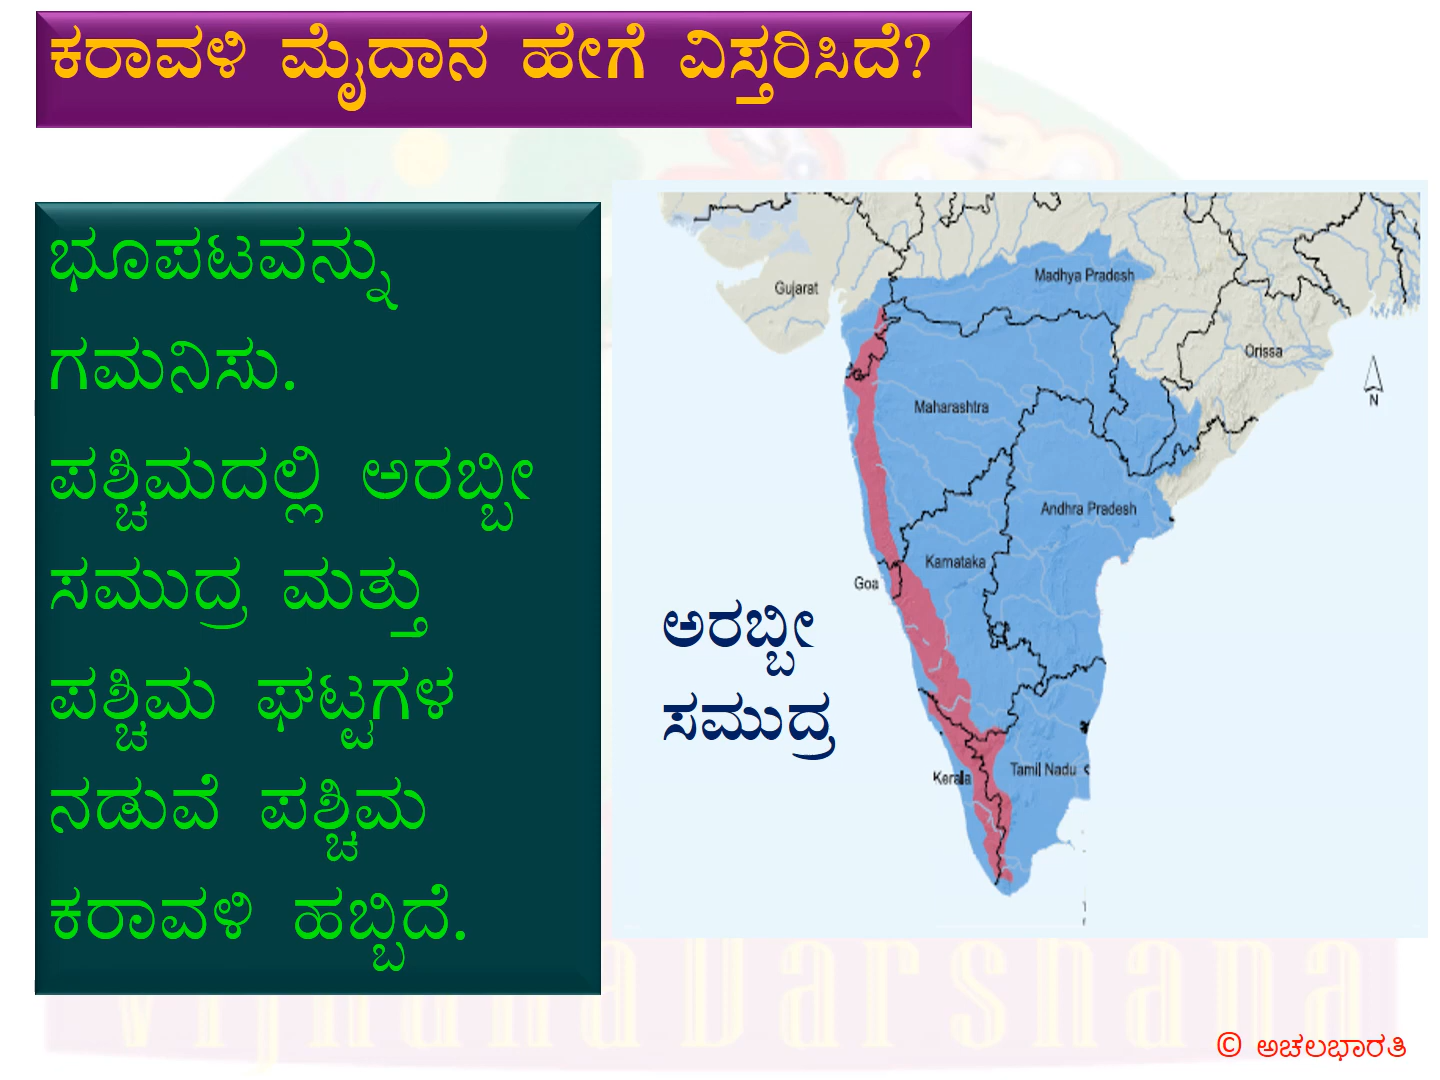 ಕರಾವಳಿ ಮೈದಾನ ಹೇಗೆ ವಿಸ್ತರಿಸಿದೆ?
ಭೂಪಟವನ್ನು
ಗಮನಿಸು.
ಪಶ್ಚಿಮದಲ್ಲಿ ಅರಬ್ಬೀ
ಸಮುದ್ರ ಮತ್ತು
ಪಶ್ಚಿಮ ಘಟ್ಟಗಳ
ನಡುವೆ ಪಶ್ಚಿಮ
ಕರಾವಳಿ ಹಬ್ಬಿದೆ.
Madhya Pradesh
Gujarat
Orissa
N
Maharashtra
Andhra Pradesh
Karnataka
Goa
ಅರಬ್ಬೀ
ಸಮುದ್ರ
Kerala
Tamil Nadu
Vijnana Darshana
© ಅಚಲಭಾರತಿ